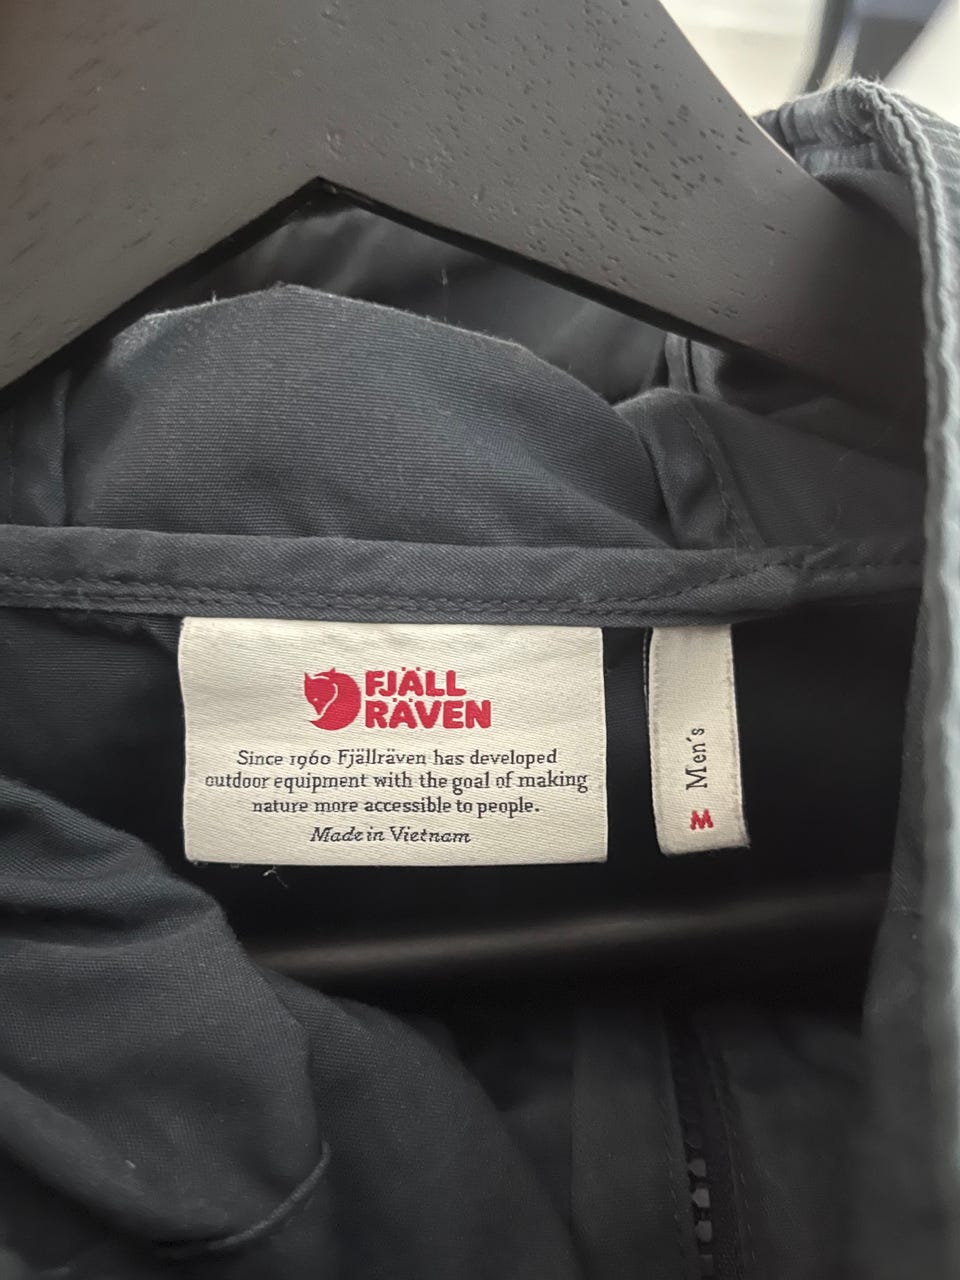 FJÄLL
RÄVEN
Since 1960 Fjällräven has developed
outdoor equipment with the goal of making
nature more accessible to people.
Made in Vietnam
M Men's